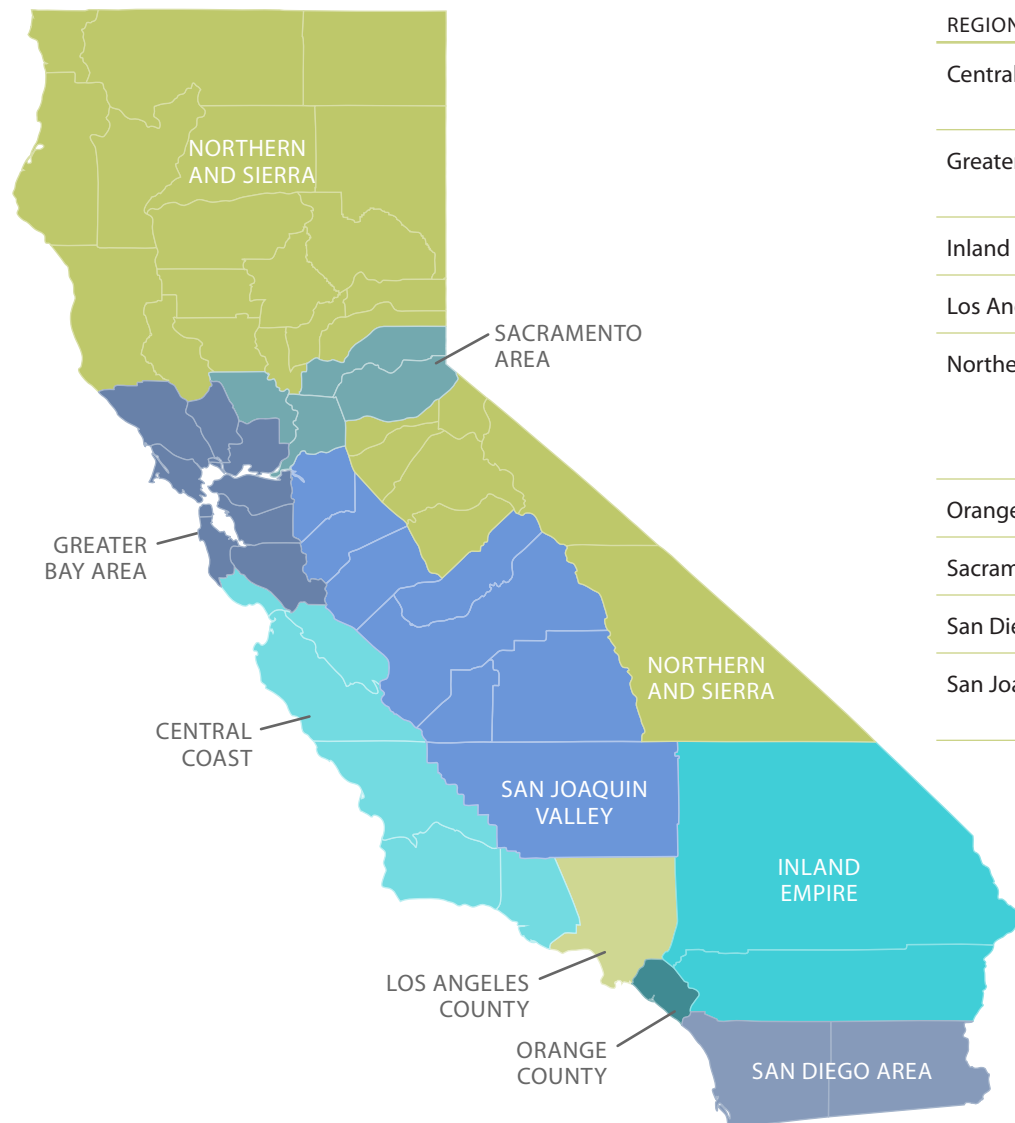 NORTHERN
AND SIERRA
SACRAMENTO
AREA
GREATER
BAY AREA
NORTHERN
AND SIERRA
CENTRAL
COAST
SAN JOAQUIN
VALLEY
INLAND
EMPIRE
LOS ANGELES
COUNTY
ORANGE
COUNTY
SAN DIEGO AREA
REGION
Central
Greater
Inland
Los An
Northe
Orange
Sacram
San Die
San Joa